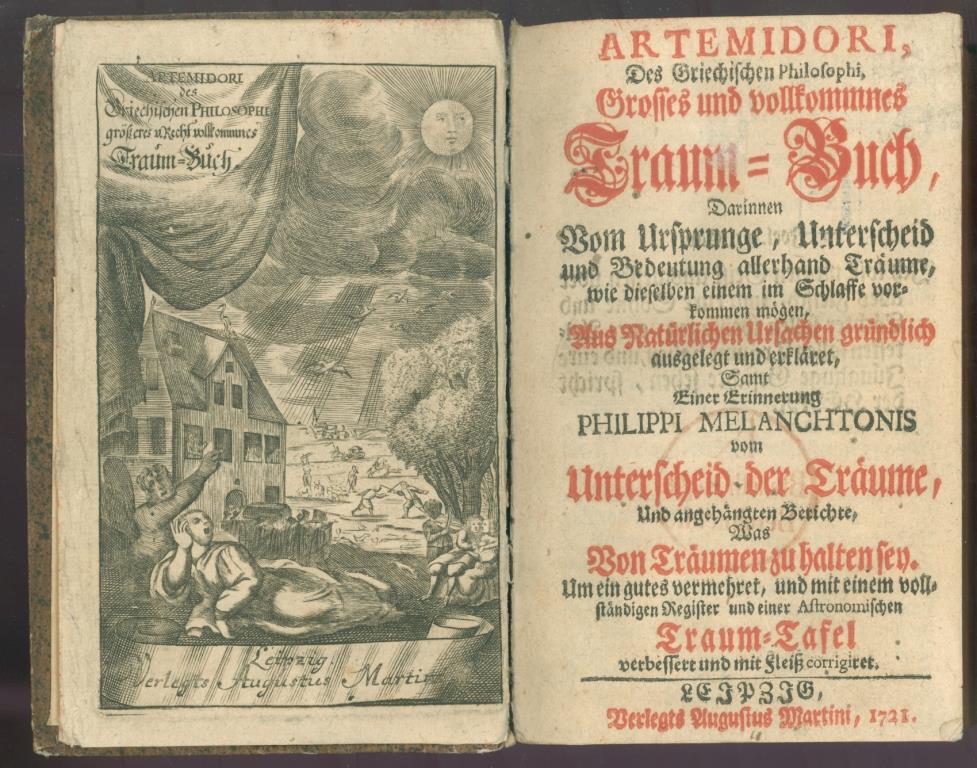 ARTEMIDORI
des
Griechischen PHILOSOPHI
größeres u. Recht vollkommnes
Traum=Buch.
Leipzig.
Verlegts Augustus Martini
ARTEMIDORI,
Des Griechischen Philosophi,
Grosses und vollkommnes
Traum=Buch,
Darinnen
Vom Ursprunge, Unterscheid
und Bedeutung allerhand Träume,
wie dieselben einem im Schlaffe vor-
kommen mögen,
Aus Natürlichen Ursachen gründlich
ausgelegt und erkläret,
Samt
Einer Erinnerung
PHILIPPI MELANCHTONIS
vom
Unterscheid der Träume,
Und angehängten Berichte,
Was
Von Träumen zu halten sey.
Um ein gutes vermehret, und mit einem voll-
ständigen Register und einer Astronomischen
Traum=Tafel
verbessert und mit Fleiß corrigiret.
LEIPZIG,
Verlegts Augustus Martini, 1721.